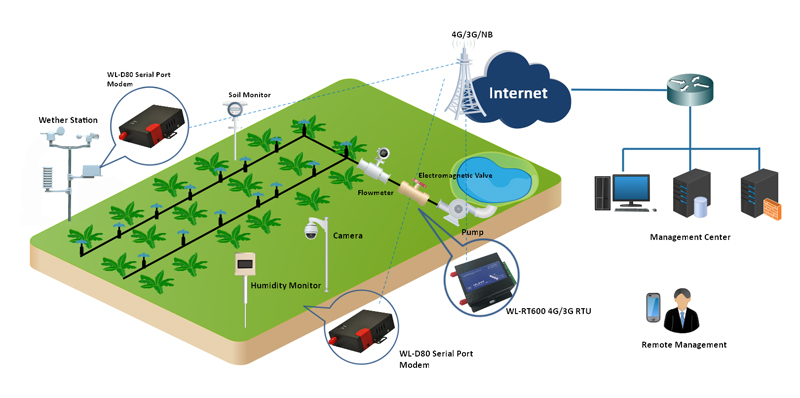 4G/3G/NB
WL-D80 Serial Port
Modem
Internet
Soil Monitor
Wether Station
Electromagnetic Valve
Flowmeter
Pump
Camera
Management Center
Humidity Monitor
WL-RT600 4G/3G RTU
Remote Management
WL-D80 Serial Port
Modem